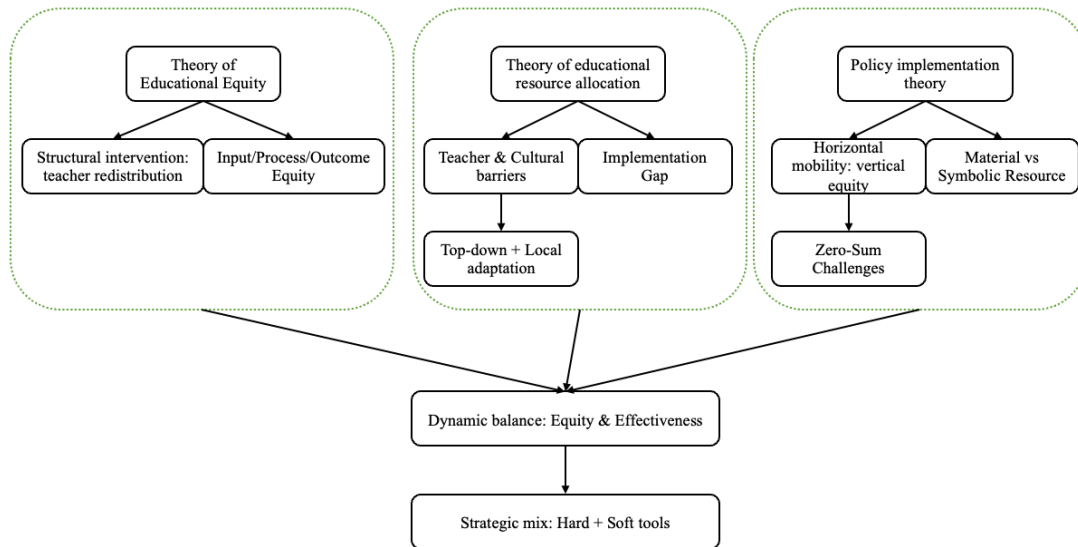 Theory of
Educational Equity
Structural intervention:
teacher redistribution
Input/Process/Outcome
Equity
Theory of educational
resource allocation
Teacher & Cultural
barriers
Implementation
Gap
Top-down + Local
adaptation
Policy implementation
theory
Horizontal
mobility: vertical
equity
Material vs
Symbolic Resource
Zero-Sum
Challenges
Dynamic balance: Equity & Effectiveness
Strategic mix: Hard + Soft tools